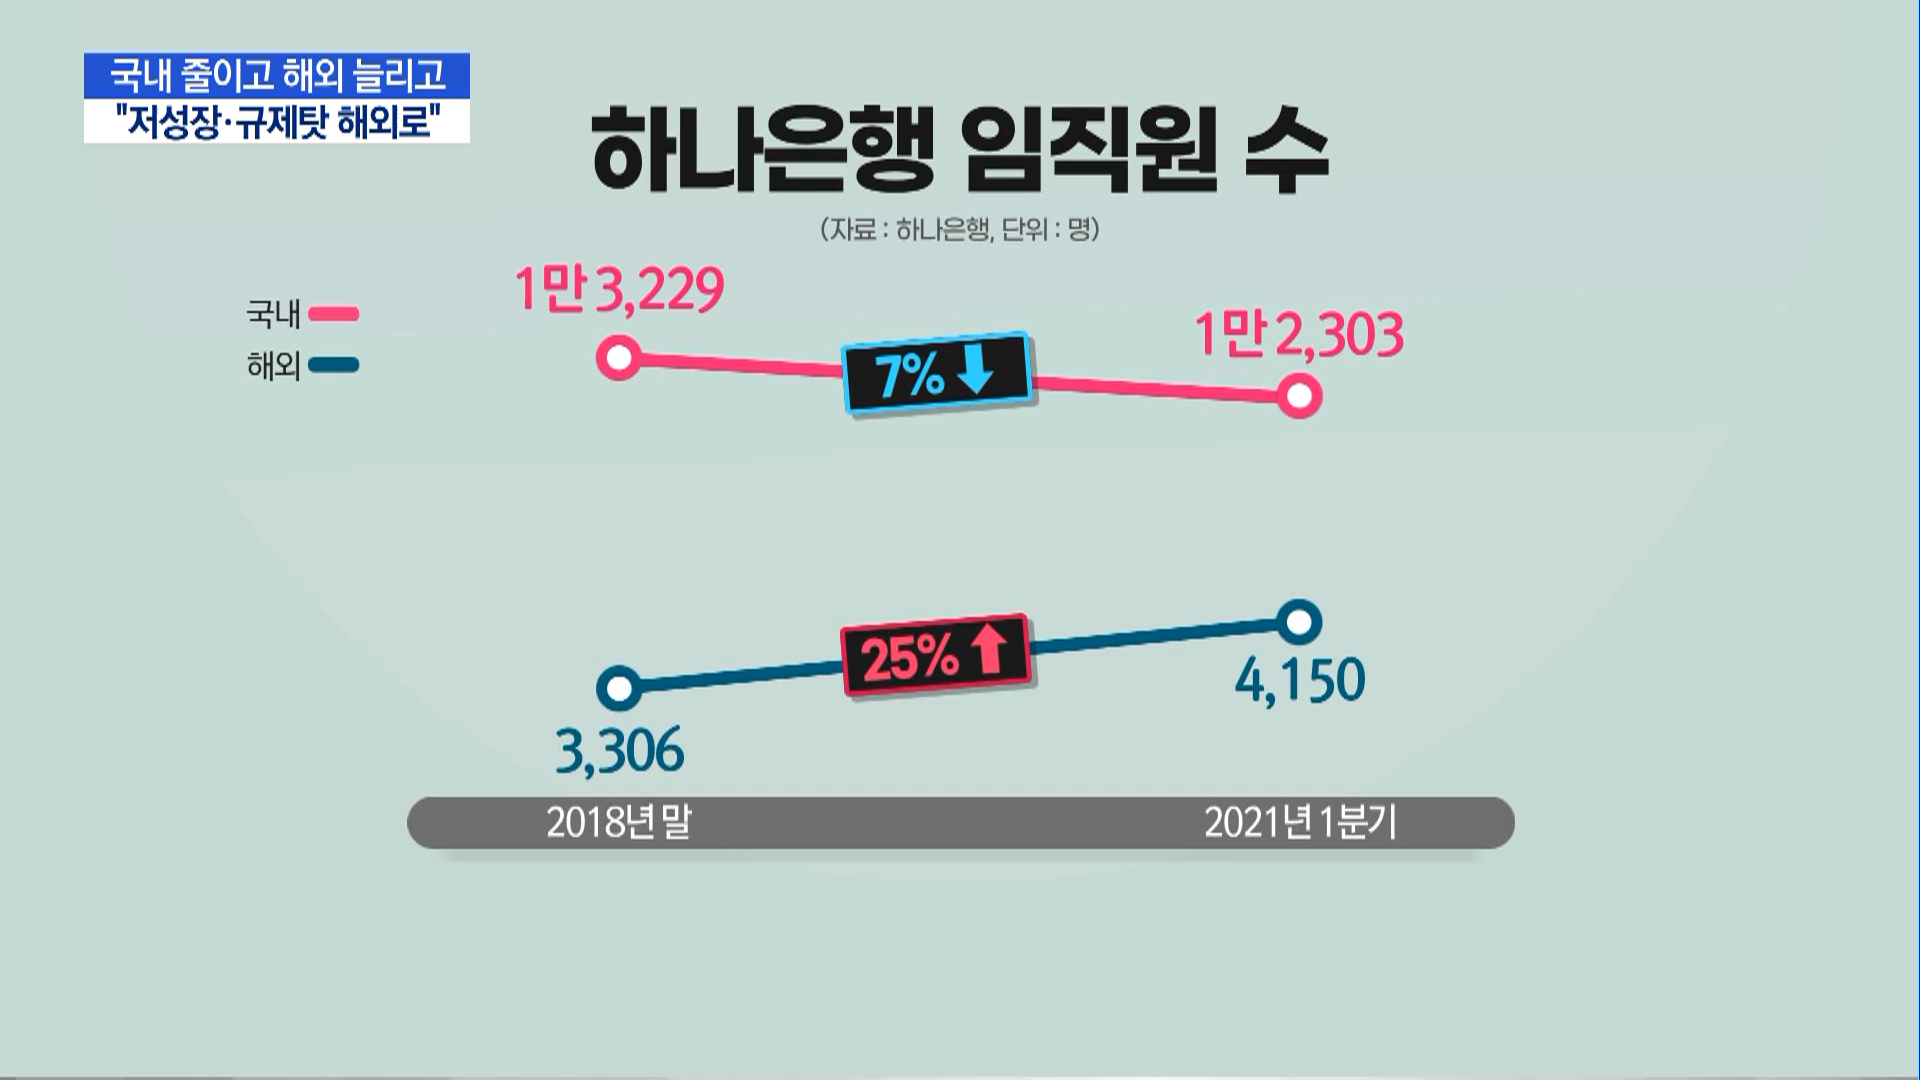 국내 줄이고 해외 늘리고
"저성장·규제탓 해외로"
하나은행 임직원 수
(자료 : 하나은행, 단위 : 명)
국내
해외
1만 3,229
7%
1만 2,303
25%
3,306
4,150
2018년 말
2021년 1분기